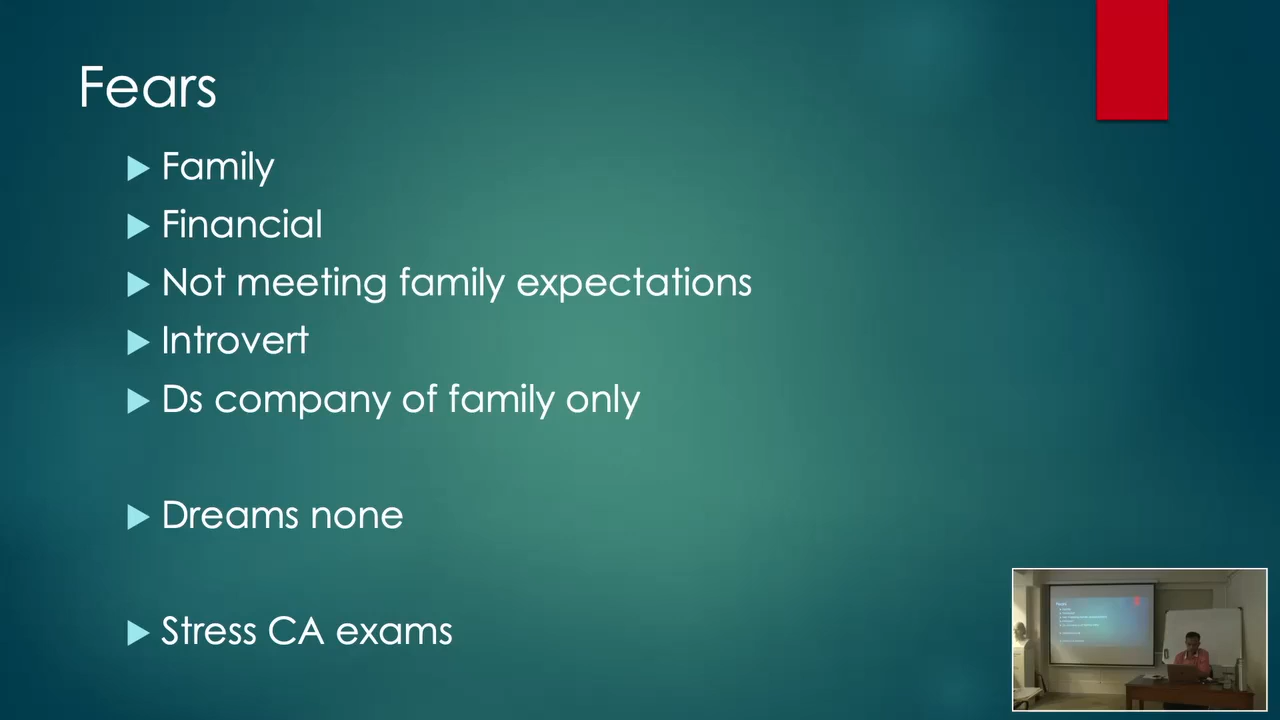 Fears
Family
Financial
Not meeting family expectations
Introvert
Ds company of family only
Dreams none
Stress CA exams